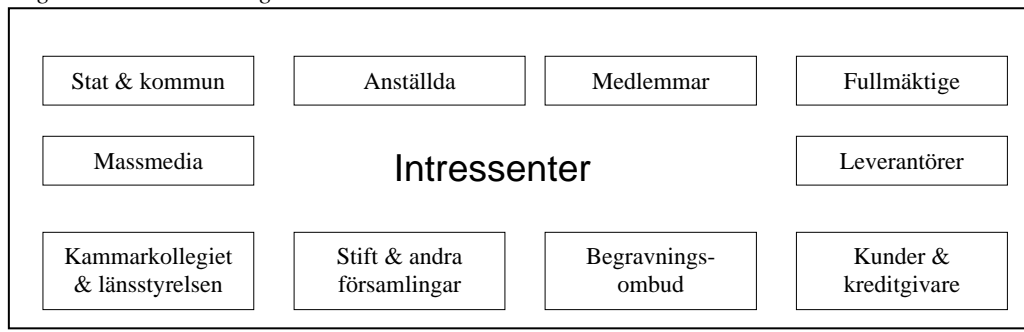 Stat & kommun
Anställda
Medlemmar
Fullmäktige
Massmedia
Intressenter
Leverantörer
Kammarkollegiet
& länsstyrelsen
Stift & andra
församlingar
Begravnings-
ombud
Kunder &
kreditgivare